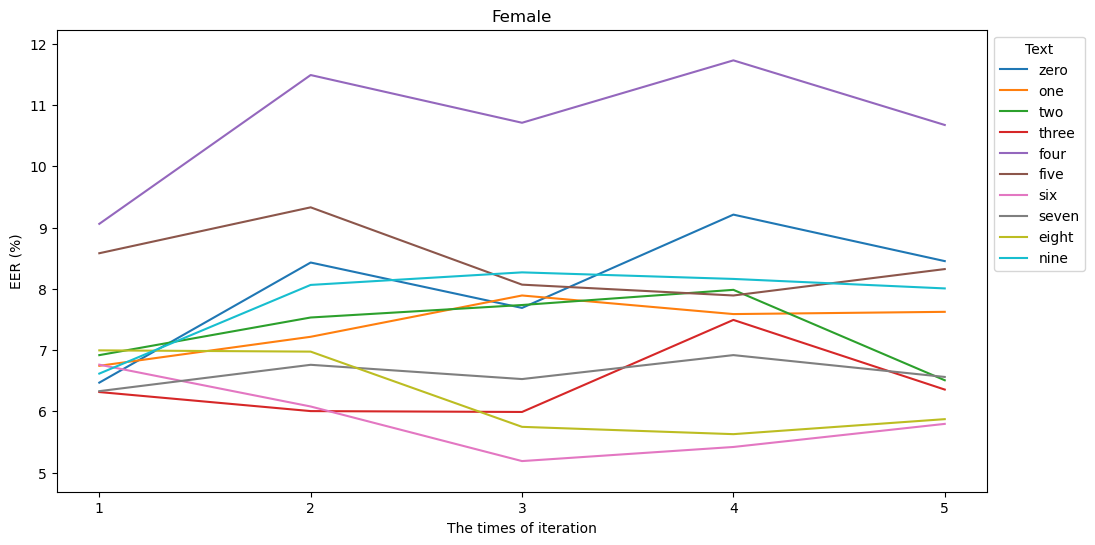 Female
EER (%)
12
11
10
9
8
7
6
5
1 2 3 4 5
The times of iteration
Text
zero
one
two
three
four
five
six
seven
eight
nine